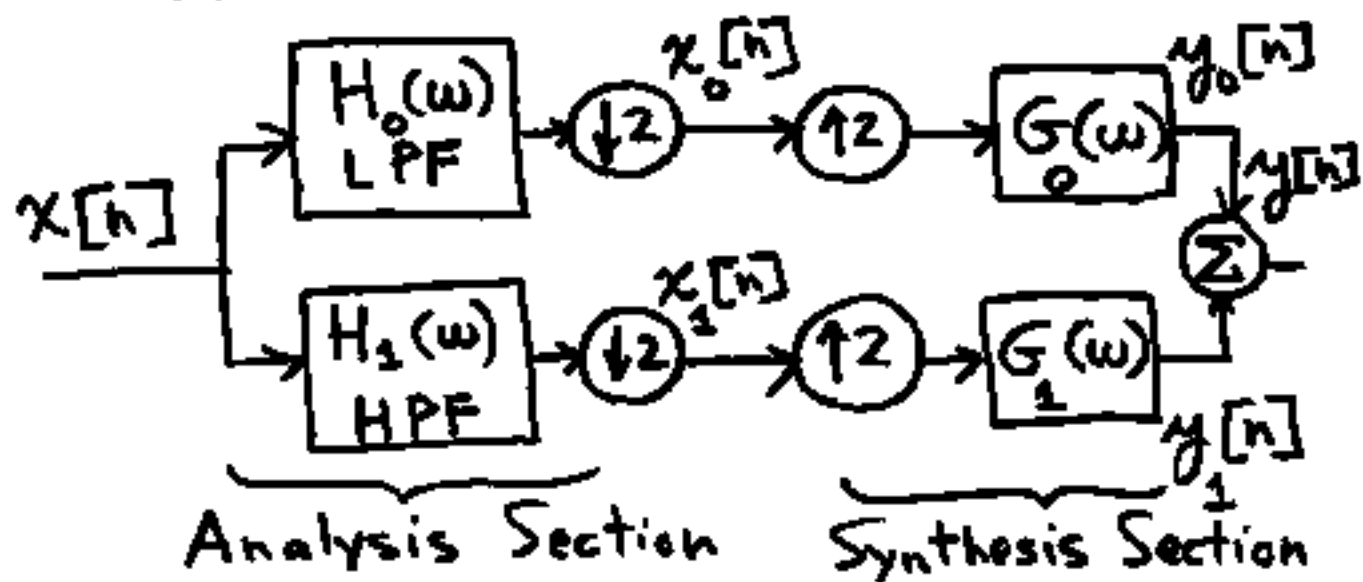 x[n]
H₀(ω)
LPF
↓2
x₀[n]
↑2
G₀(ω)
y₀[n]
y[n]
Σ
H₁(ω)
HPF
↓2
x₁[n]
↑2
G₁(ω)
y₁[n]
Analysis Section
Synthesis Section